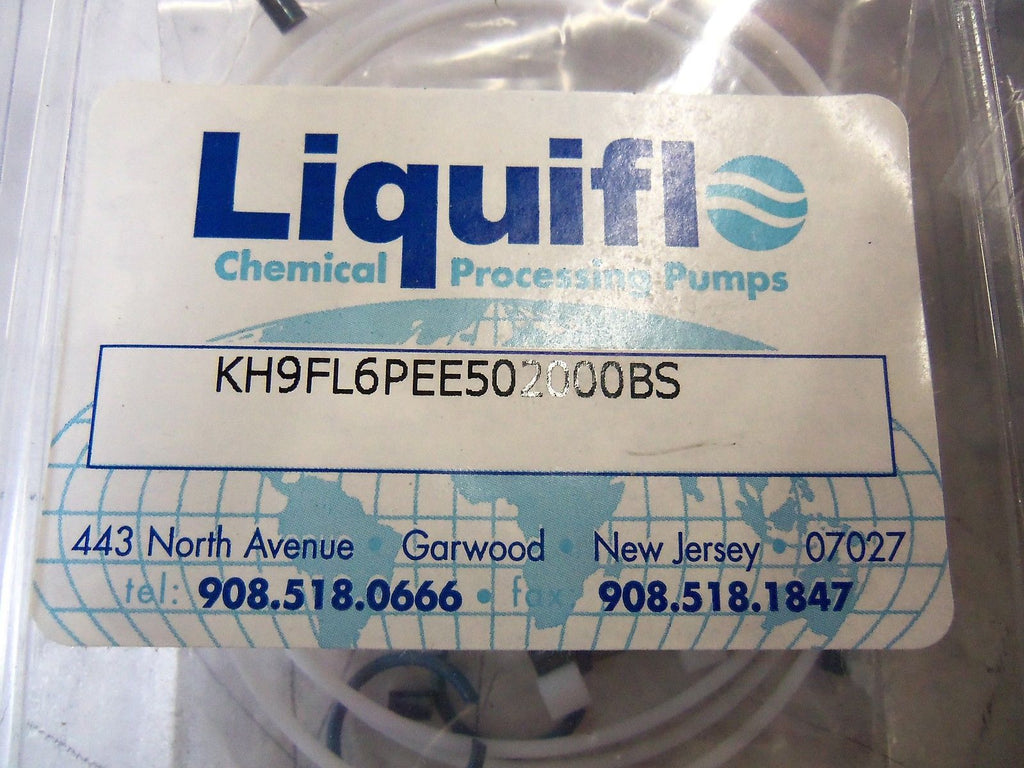 Liquiflo
Chemical Processing Pumps
KH9FL6PEE502000BS
443 North Avenue • Garwood • New Jersey • 07027
tel: 908.518.0666 • fax: 908.518.1847